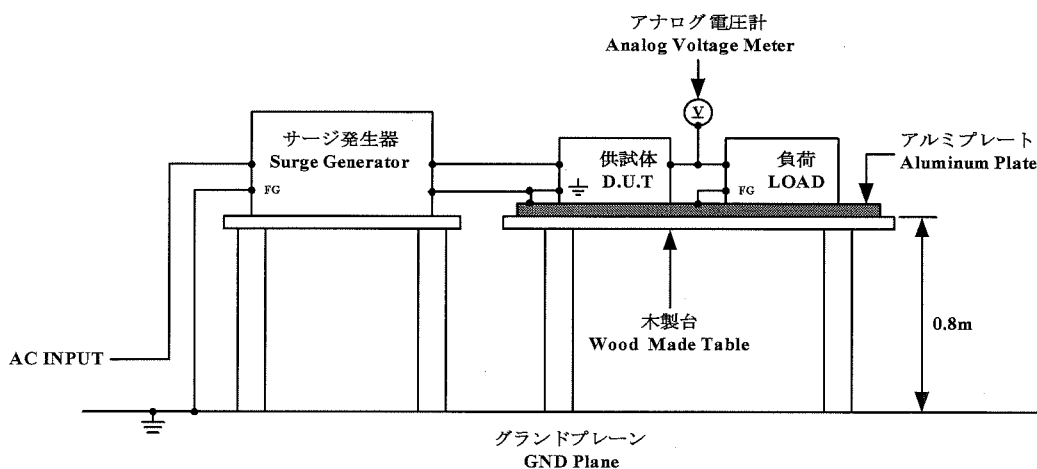 アナログ電圧計
Analog Voltage Meter
V
サージ発生器
Surge Generator
FG
供試体
D.U.T
負荷
LOAD
FG
アルミプレート
Aluminum Plate
木製台
Wood Made Table
0.8m
AC INPUT
グランドプレーン
GND Plane